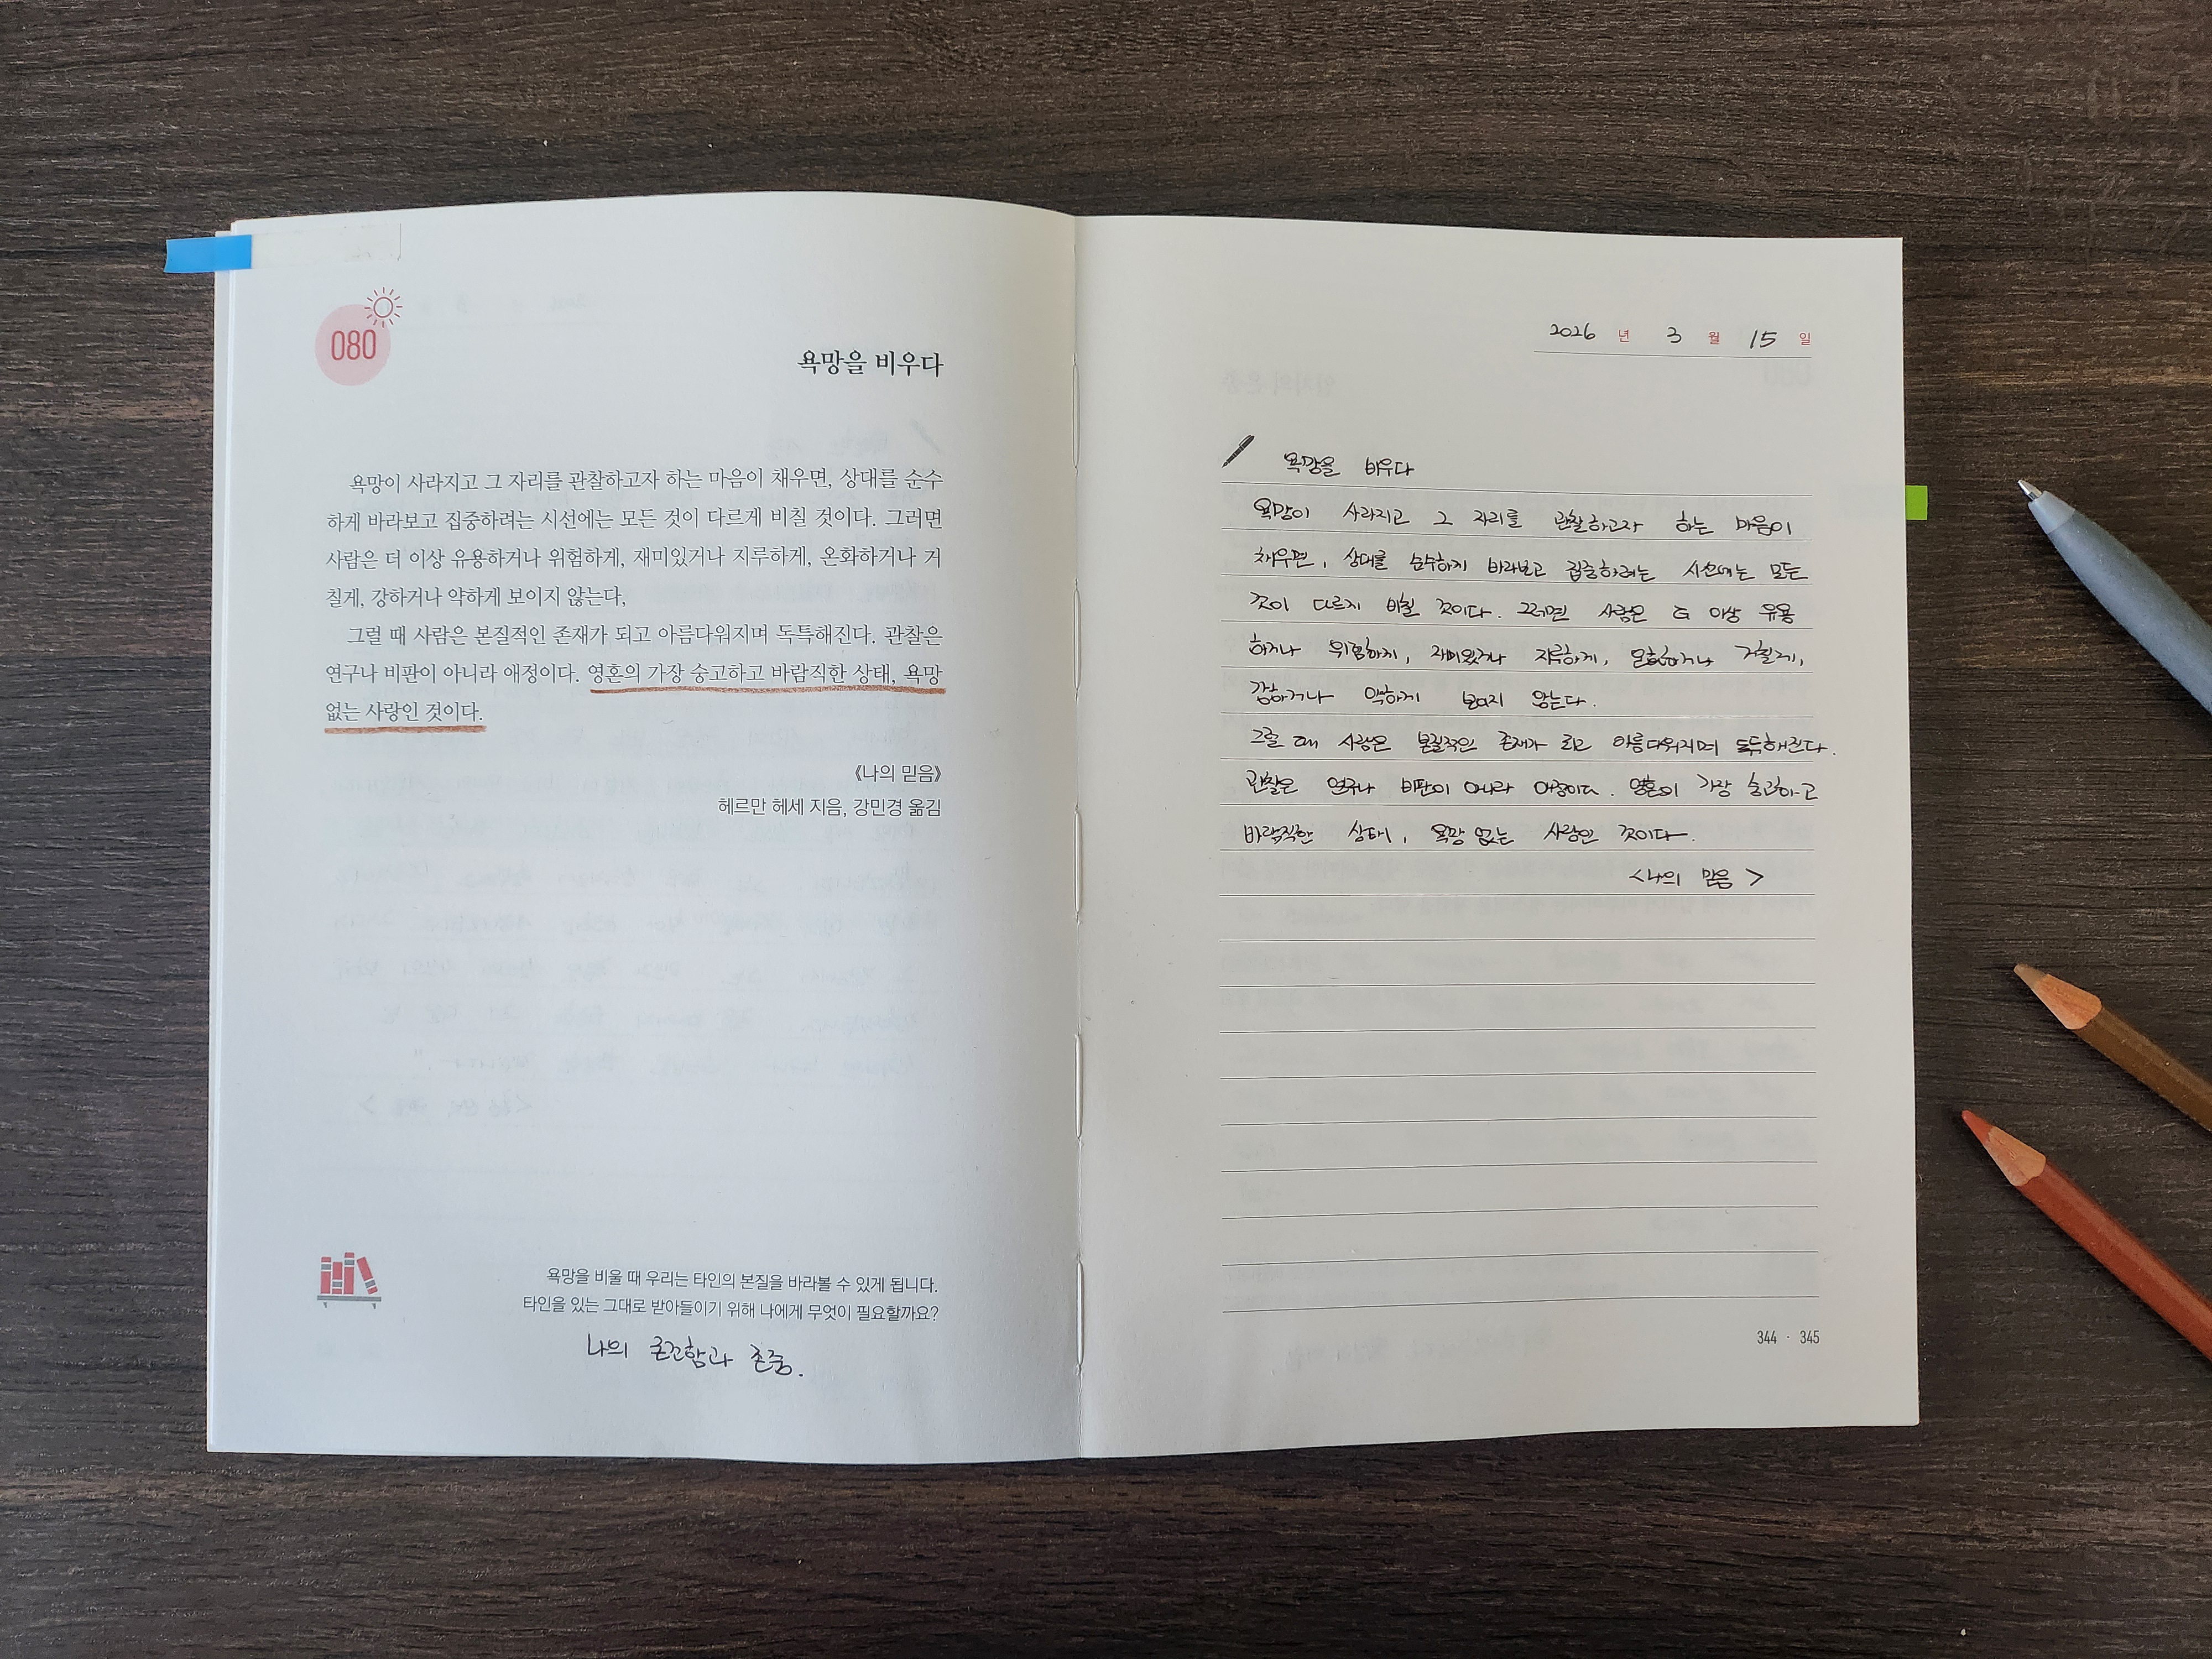 080
욕망을 비우다
욕망이 사라지고 그 자리를 관찰하고자 하는 마음이 채우면, 상대를 순수
하게 바라보고 집중하려는 시선에는 모든 것이 다르게 비칠 것이다. 그러면
사람은 더 이상 유용하거나 위험하게, 재미있거나 지루하게, 온화하거나 거
칠게, 강하거나 약하게 보이지 않는다,
그럴 때 사람은 본질적인 존재가 되고 아름다워지며 독특해진다. 관찰은
연구나 비판이 아니라 애정이다. 영혼의 가장 숭고하고 바람직한 상태, 욕망
없는 사랑인 것이다.
《나의 믿음》
헤르만 헤세 지음, 강민경 옮김
욕망을 비울 때 우리는 타인의 본질을 바라볼 수 있게 됩니다.
타인을 있는 그대로 받아들이기 위해 나에게 무엇이 필요할까요?
나의 존중.
2026 년 3 월 15 일
욕망을 비우다
욕망이 사라지고 그 자리를 관찰하고자 하는 마음이
채우면, 상대를 순수하게 바라보고 집중하려는 시선에는 모든
것이 다르게 비칠 것이다. 그러면 사람은 더 이상 유용
하거나 위험하게, 재미있거나 지루하게, 온화하거나 거칠게,
강하거나 약하게 보이지 않는다.
그럴 때 사람은 본질적인 존재가 되고 아름다워지며 독특해진다.
관찰은 연구나 비판이 아니라 애정이다. 영혼의 가장 숭고하고
바람직한 상태, 욕망 없는 사랑인 것이다.
<나의 믿음>
344 · 345